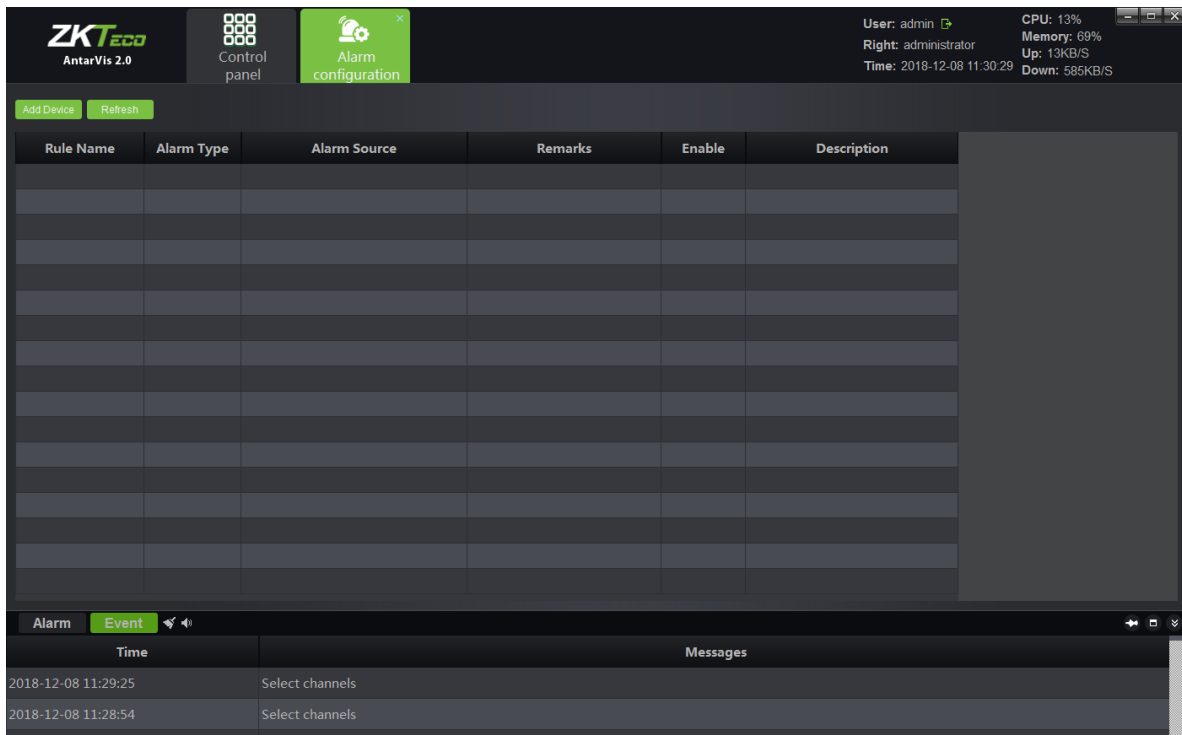 ZKTeco
AntarVis 2.0
Control
panel
Alarm
configuration
User: admin
Right: administrator
Time: 2018-12-08 11:30:29
CPU: 13%
Memory: 69%
Up: 13KB/S
Down: 585KB/S
Add Device
Refresh
Rule Name Alarm Type Alarm Source Remarks Enable Description
Alarm Event
Time Messages
2018-12-08 11:29:25 Select channels
2018-12-08 11:28:54 Select channels